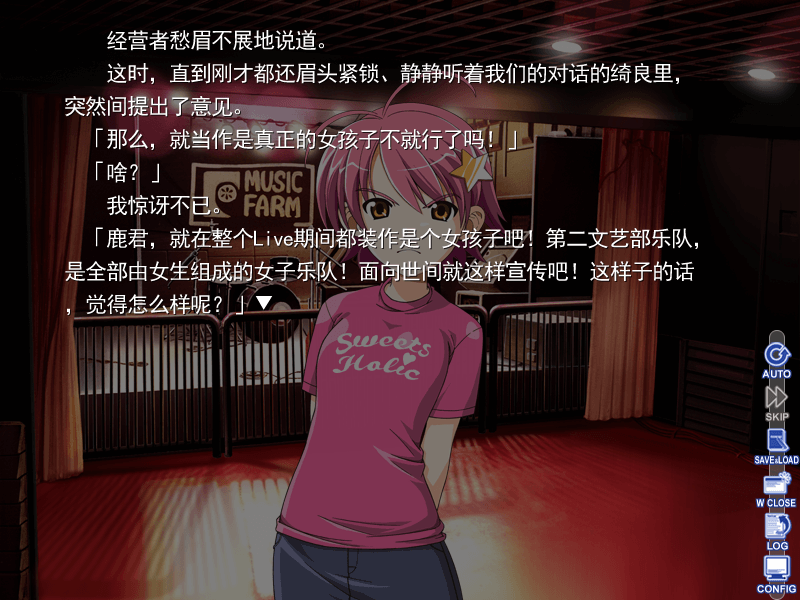 经营者愁眉不展地说道。
这时，直到刚才都还眉头紧锁、静静听着我们的对话的绮良里，
突然间提出了意见。
「那么，就当作是真正的女孩子不就行了吗！」
「啥？」
我惊讶不已。
「鹿君，就在整个Live期间都装作是个女孩子吧！第二文艺部乐队，
是全部由女生组成的女子乐队！面向世间就这样宣传吧！这样子的话
，觉得怎么样呢？」▼
MUSIC
FARM
Sweets
Holic
AUTO
SKIP
SAVE&LOAD
W CLOSE
LOG
CONFIG